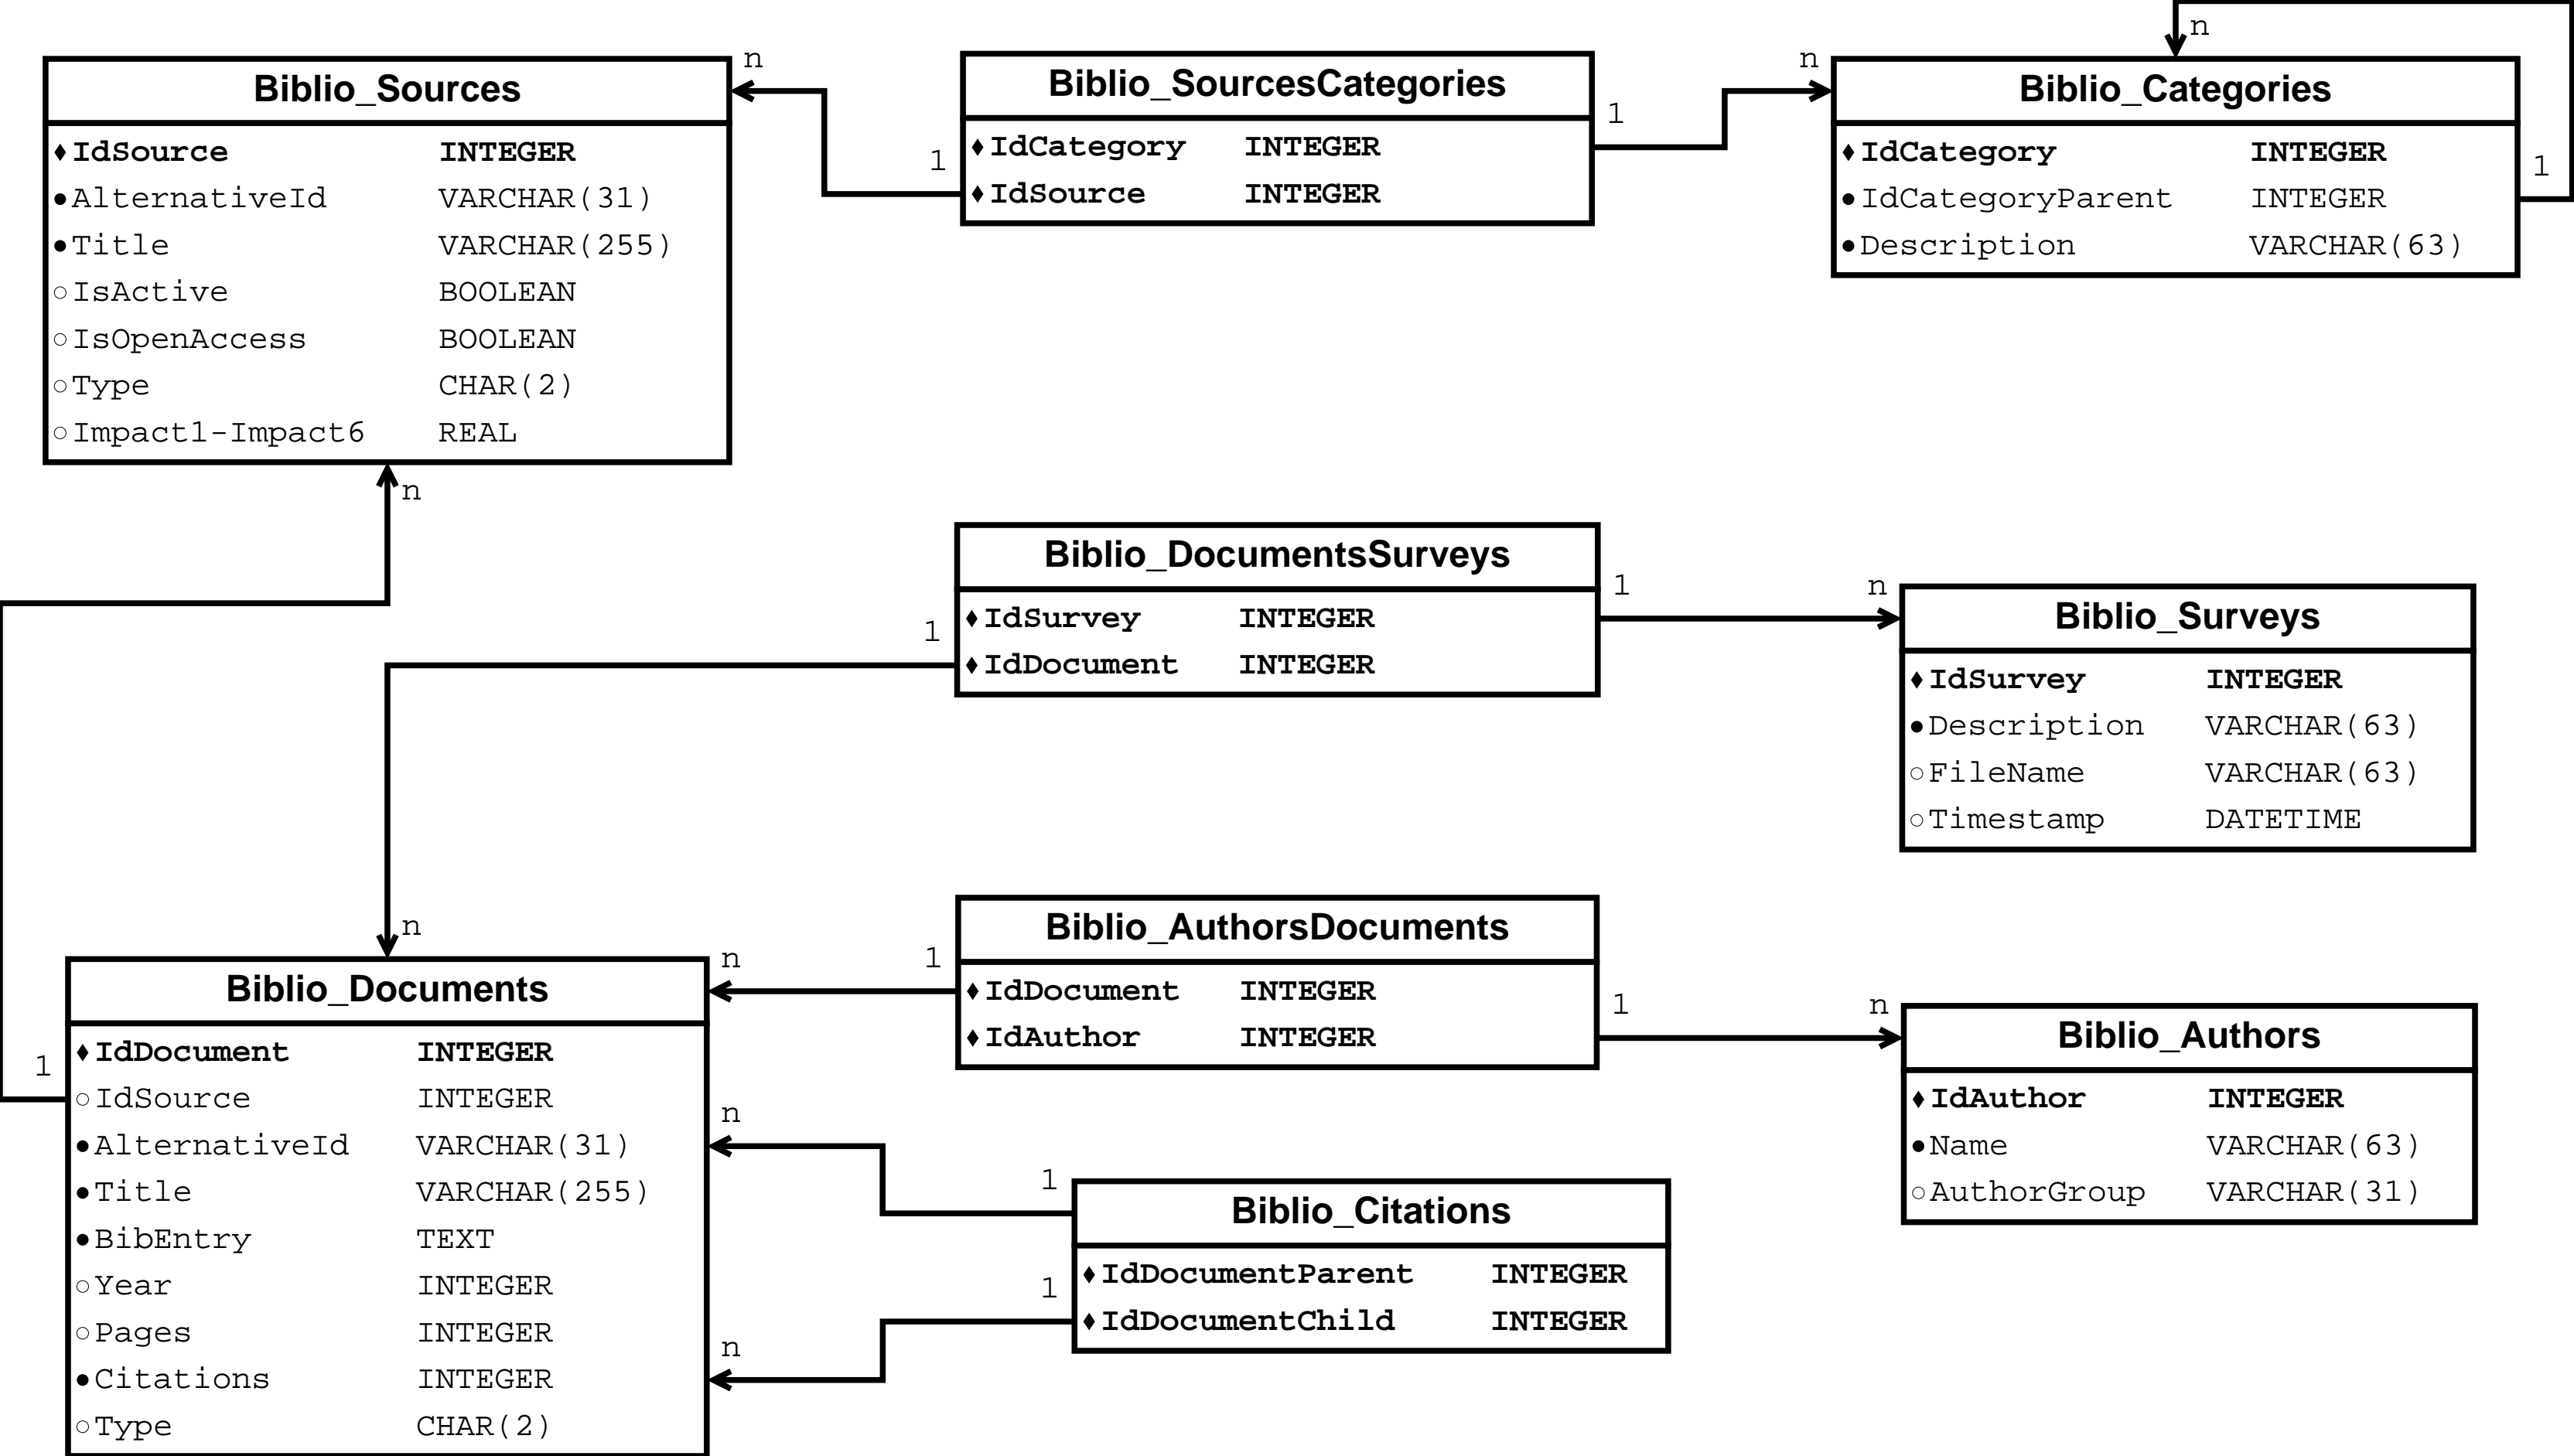 Biblio_Sources
♦IdSource INTEGER
●AlternativeId VARCHAR(31)
●Title VARCHAR(255)
○IsActive BOOLEAN
○IsOpenAccess BOOLEAN
○Type CHAR(2)
○Impact1-Impact6 REAL
n
1
Biblio_SourcesCategories
♦IdCategory INTEGER
♦IdSource INTEGER
1
n
Biblio_Categories
♦IdCategory INTEGER
●IdCategoryParent INTEGER
●Description VARCHAR(63)
n
1
n
Biblio_DocumentsSurveys
♦IdSurvey INTEGER
♦IdDocument INTEGER
1
1
n
n
Biblio_Surveys
♦IdSurvey INTEGER
●Description VARCHAR(63)
○FileName VARCHAR(63)
○Timestamp DATETIME
Biblio_Documents
♦IdDocument INTEGER
○IdSource INTEGER
●AlternativeId VARCHAR(31)
●Title VARCHAR(255)
●BibEntry TEXT
○Year INTEGER
○Pages INTEGER
●Citations INTEGER
○Type CHAR(2)
1
n
1
Biblio_AuthorsDocuments
♦IdDocument INTEGER
♦IdAuthor INTEGER
1
n
Biblio_Authors
♦IdAuthor INTEGER
●Name VARCHAR(63)
○AuthorGroup VARCHAR(31)
n
1
1
n
Biblio_Citations
♦IdDocumentParent INTEGER
♦IdDocumentChild INTEGER